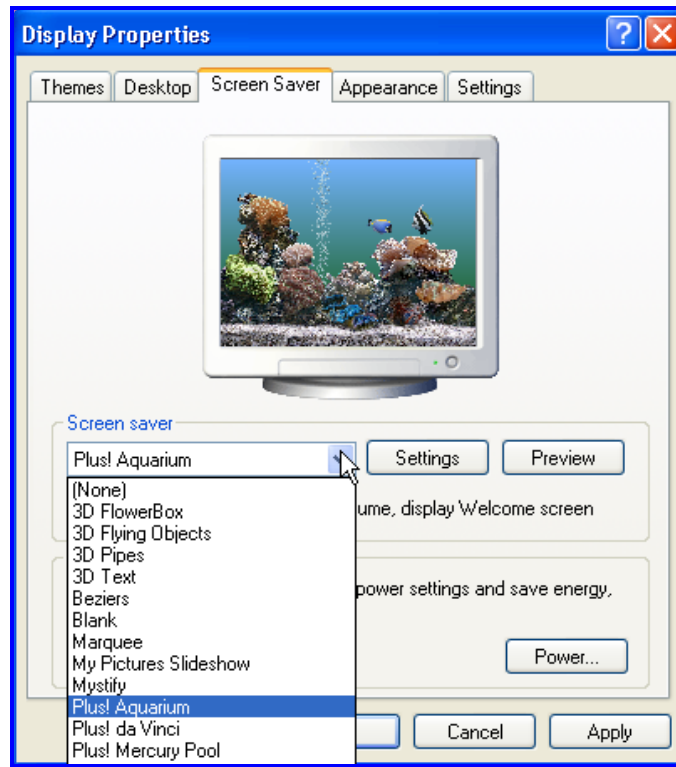 Display Properties
Themes Desktop Screen Saver Appearance Settings
Screen saver
Plus! Aquarium Settings Preview
(None)
3D FlowerBox
ume, display Welcome screen
3D Flying Objects
3D Pipes
3D Text
power settings and save energy,
Beziers
Blank
Marquee
My Pictures Slideshow
Power...
Mystify
Plus! Aquarium
Plus! da Vinci
Cancel Apply
Plus! Mercury Pool